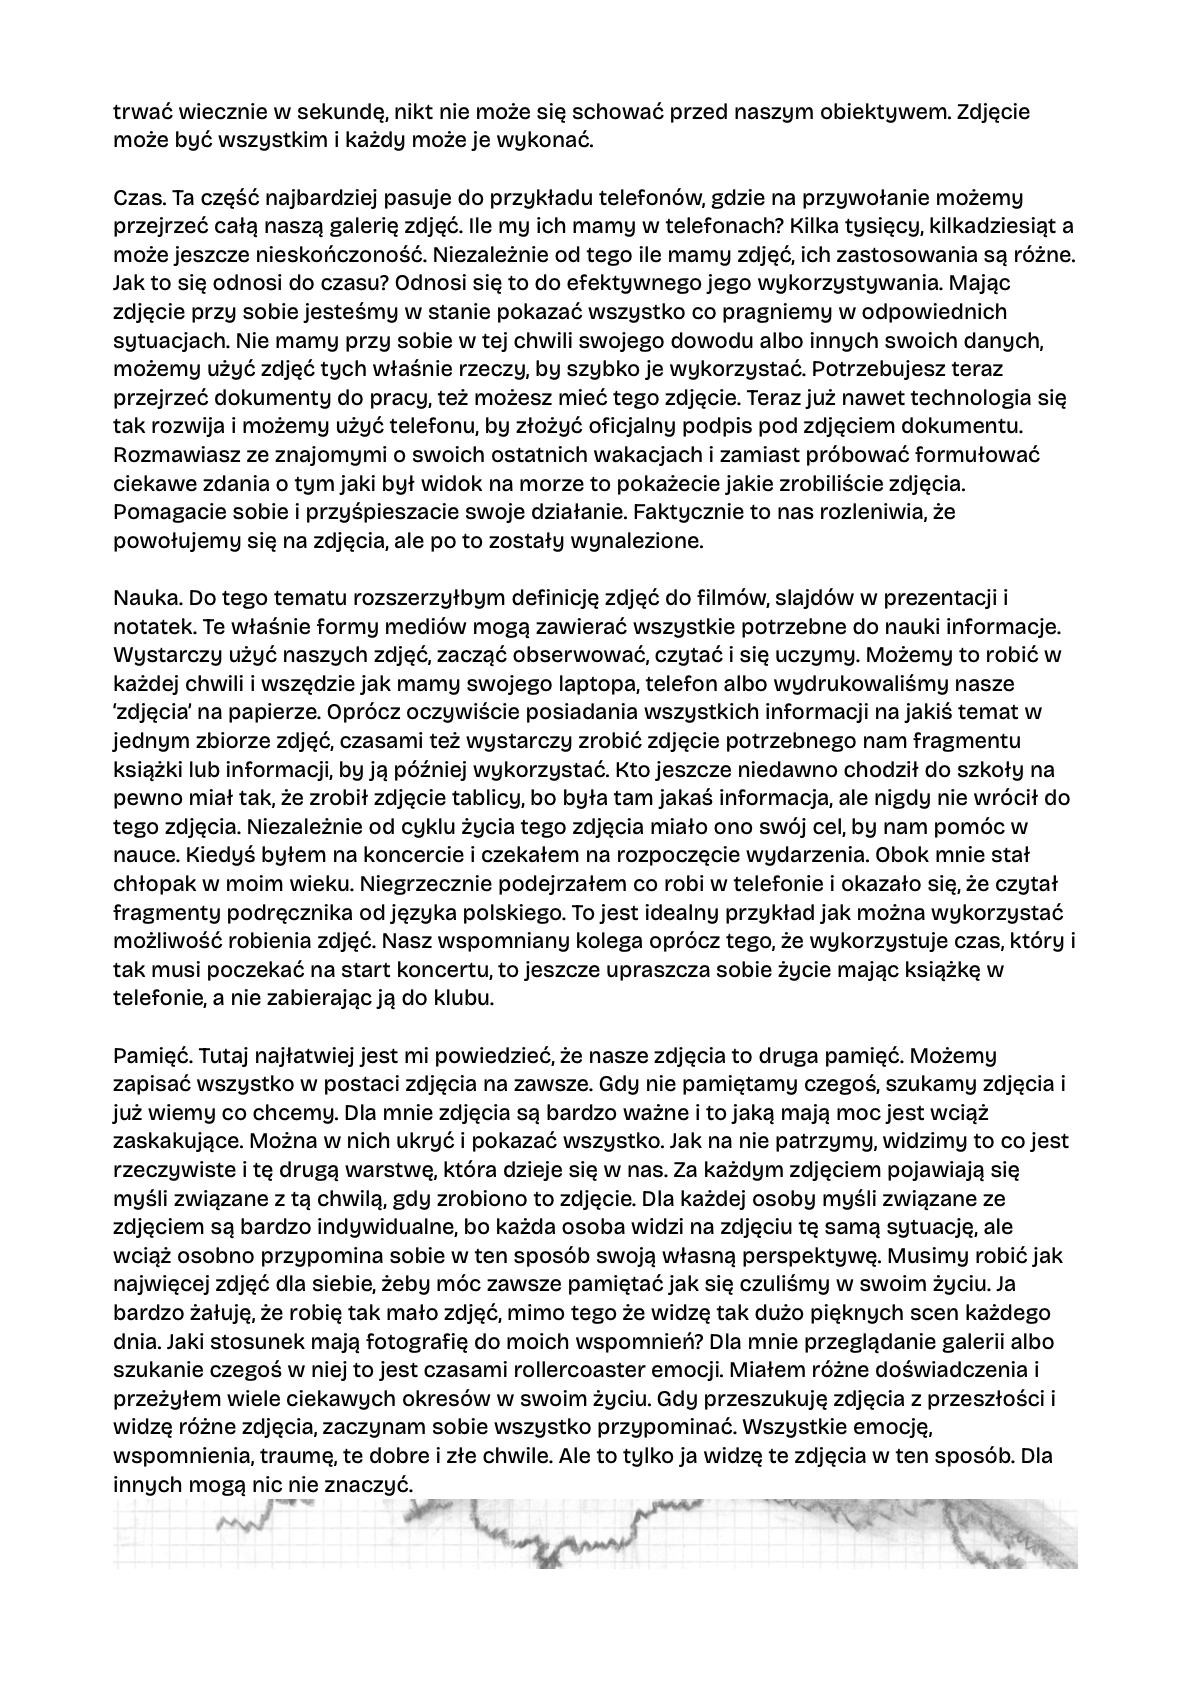 trwać wiecznie w sekundę, nikt nie może się schować przed naszym obiektywem. Zdjęcie
może być wszystkim i każdy może je wykonać.
Czas. Ta część najbardziej pasuje do przykładu telefonów, gdzie na przywołanie możemy
przejrzeć całą naszą galerię zdjęć. Ile my ich mamy w telefonach? Kilka tysięcy, kilkadziesiąt a
może jeszcze nieskończoność. Niezależnie od tego ile mamy zdjęć, ich zastosowania są różne.
Jak to się odnosi do czasu? Odnosi się to do efektywnego jego wykorzystywania. Mając
zdjęcie przy sobie jesteśmy w stanie pokazać wszystko co pragniemy w odpowiednich
sytuacjach. Nie mamy przy sobie w tej chwili swojego dowodu albo innych swoich danych,
możemy użyć zdjęć tych właśnie rzeczy, by szybko je wykorzystać. Potrzebujesz teraz
przejrzeć dokumenty do pracy, też możesz mieć tego zdjęcie. Teraz już nawet technologia się
tak rozwija i możemy użyć telefonu, by złożyć oficjalny podpis pod zdjęciem dokumentu.
Rozmawiasz ze znajomymi o swoich ostatnich wakacjach i zamiast próbować formułować
ciekawe zdania o tym jaki był widok na morze to pokażecie jakie zrobiliście zdjęcia.
Pomagacie sobie i przyśpieszacie swoje działanie. Faktycznie to nas rozleniwia, że
powołujemy się na zdjęcia, ale po to zostały wynalezione.
Nauka. Do tego tematu rozszerzyłbym definicję zdjęć do filmów, slajdów w prezentacji i
notatek. Te właśnie formy mediów mogą zawierać wszystkie potrzebne do nauki informacje.
Wystarczy użyć naszych zdjęć, zacząć obserwować, czytać i się uczymy. Możemy to robić w
każdej chwili i wszędzie jak mamy swojego laptopa, telefon albo wydrukowaliśmy nasze
‘zdjęcia’ na papierze. Oprócz oczywiście posiadania wszystkich informacji na jakiś temat w
jednym zbiorze zdjęć, czasami też wystarczy zrobić zdjęcie potrzebnego nam fragmentu
książki lub informacji, by ją później wykorzystać. Kto jeszcze niedawno chodził do szkoły na
pewno miał tak, że zrobił zdjęcie tablicy, bo była tam jakaś informacja, ale nigdy nie wrócił do
tego zdjęcia. Niezależnie od cyklu życia tego zdjęcia miało ono swój cel, by nam pomóc w
nauce. Kiedyś byłem na koncercie i czekałem na rozpoczęcie wydarzenia. Obok mnie stał
chłopak w moim wieku. Niegrzecznie podejrzałem co robi w telefonie i okazało się, że czytał
fragmenty podręcznika od języka polskiego. To jest idealny przykład jak można wykorzystać
możliwość robienia zdjęć. Nasz wspomniany kolega oprócz tego, że wykorzystuje czas, który i
tak musi poczekać na start koncertu, to jeszcze upraszcza sobie życie mając książkę w
telefonie, a nie zabierając ją do klubu.
Pamięć. Tutaj najłatwiej jest mi powiedzieć, że nasze zdjęcia to druga pamięć. Możemy
zapisać wszystko w postaci zdjęcia na zawsze. Gdy nie pamiętamy czegoś, szukamy zdjęcia i
już wiemy co chcemy. Dla mnie zdjęcia są bardzo ważne i to jaką mają moc jest wciąż
zaskakujące. Można w nich ukryć i pokazać wszystko. Jak na nie patrzymy, widzimy to co jest
rzeczywiste i tę drugą warstwę, która dzieje się w nas. Za każdym zdjęciem pojawiają się
myśli związane z tą chwilą, gdy zrobiono to zdjęcie. Dla każdej osoby myśli związane ze
zdjęciem są bardzo indywidualne, bo każda osoba widzi na zdjęciu tę samą sytuację, ale
wciąż osobno przypomina sobie w ten sposób swoją własną perspektywę. Musimy robić jak
najwięcej zdjęć dla siebie, żeby móc zawsze pamiętać jak się czuliśmy w swoim życiu. Ja
bardzo żałuję, że robię tak mało zdjęć, mimo tego że widzę tak dużo pięknych scen każdego
dnia. Jaki stosunek mają fotografię do moich wspomnień? Dla mnie przeglądanie galerii albo
szukanie czegoś w niej to jest czasami rollercoaster emocji. Miałem różne doświadczenia i
przeżyłem wiele ciekawych okresów w swoim życiu. Gdy przeszukuję zdjęcia z przeszłości i
widzę różne zdjęcia, zaczynam sobie wszystko przypominać. Wszystkie emocję,
wspomnienia, traumę, te dobre i złe chwile. Ale to tylko ja widzę te zdjęcia w ten sposób. Dla
innych mogą nic nie znaczyć.